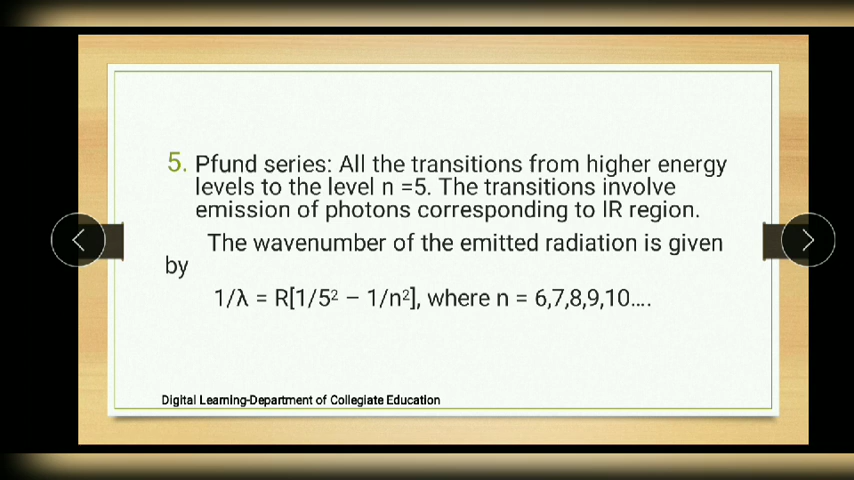 5. Pfund series: All the transitions from higher energy
levels to the level n =5. The transitions involve
emission of photons corresponding to IR region.
The wavenumber of the emitted radiation is given
by
1/λ = R[1/5² – 1/n²], where n = 6,7,8,9,10....
Digital Learning-Department of Collegiate Education